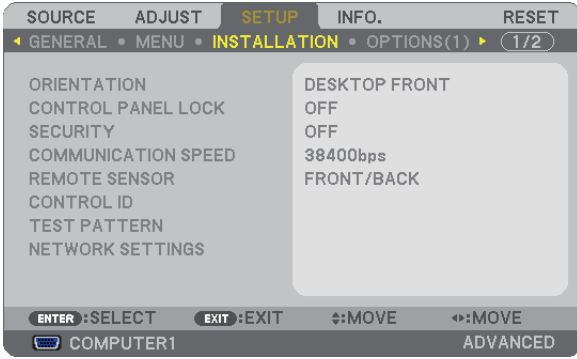 SOURCE ADJUST SETUP INFO. RESET
GENERAL • MENU • INSTALLATION • OPTIONS(1) 1/2
ORIENTATION DESKTOP FRONT
CONTROL PANEL LOCK OFF
SECURITY OFF
COMMUNICATION SPEED 38400bps
REMOTE SENSOR FRONT/BACK
CONTROL ID
TEST PATTERN
NETWORK SETTINGS
ENTER :SELECT EXIT :EXIT :MOVE :MOVE
COMPUTER1 ADVANCED